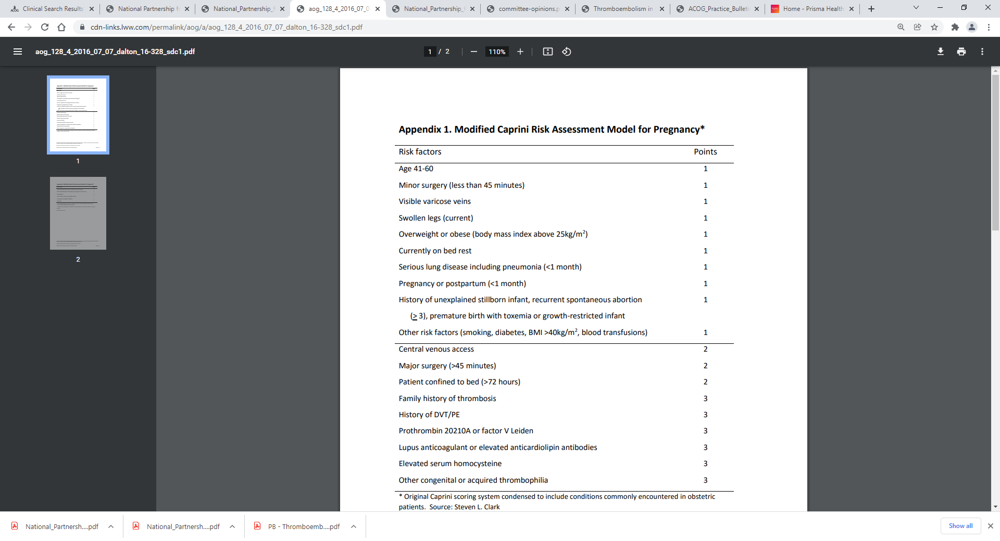 Clinical Search Results
National Partnership fo
National_Partnership_f
aog_128_4_2016_07_0
National_Partnership_f
committee-opinions.p
Thromboembolism in
ACOG_Practice_Bulleti
Home - Prisma Health
cdn-links.lww.com/permalink/aog/a/aog_128_4_2016_07_07_dalton_16-328_sdc1.pdf
aog_128_4_2016_07_07_dalton_16-328_sdc1.pdf
1 / 2
110%
1
2
Appendix 1. Modified Caprini Risk Assessment Model for Pregnancy*
Risk factors Points
Age 41-60 1
Minor surgery (less than 45 minutes) 1
Visible varicose veins 1
Swollen legs (current) 1
Overweight or obese (body mass index above 25kg/m²) 1
Currently on bed rest 1
Serious lung disease including pneumonia (<1 month) 1
Pregnancy or postpartum (<1 month) 1
History of unexplained stillborn infant, recurrent spontaneous abortion 1
(≥ 3), premature birth with toxemia or growth-restricted infant
Other risk factors (smoking, diabetes, BMI >40kg/m², blood transfusions) 1
Central venous access 2
Major surgery (>45 minutes) 2
Patient confined to bed (>72 hours) 2
Family history of thrombosis 3
History of DVT/PE 3
Prothrombin 20210A or factor V Leiden 3
Lupus anticoagulant or elevated anticardiolipin antibodies 3
Elevated serum homocysteine 3
Other congenital or acquired thrombophilia 3
* Original Caprini scoring system condensed to include conditions commonly encountered in obstetric
patients. Source: Steven L. Clark
National_Partnersh....pdf
National_Partnersh....pdf
PB - Thromboemb....pdf
Show all